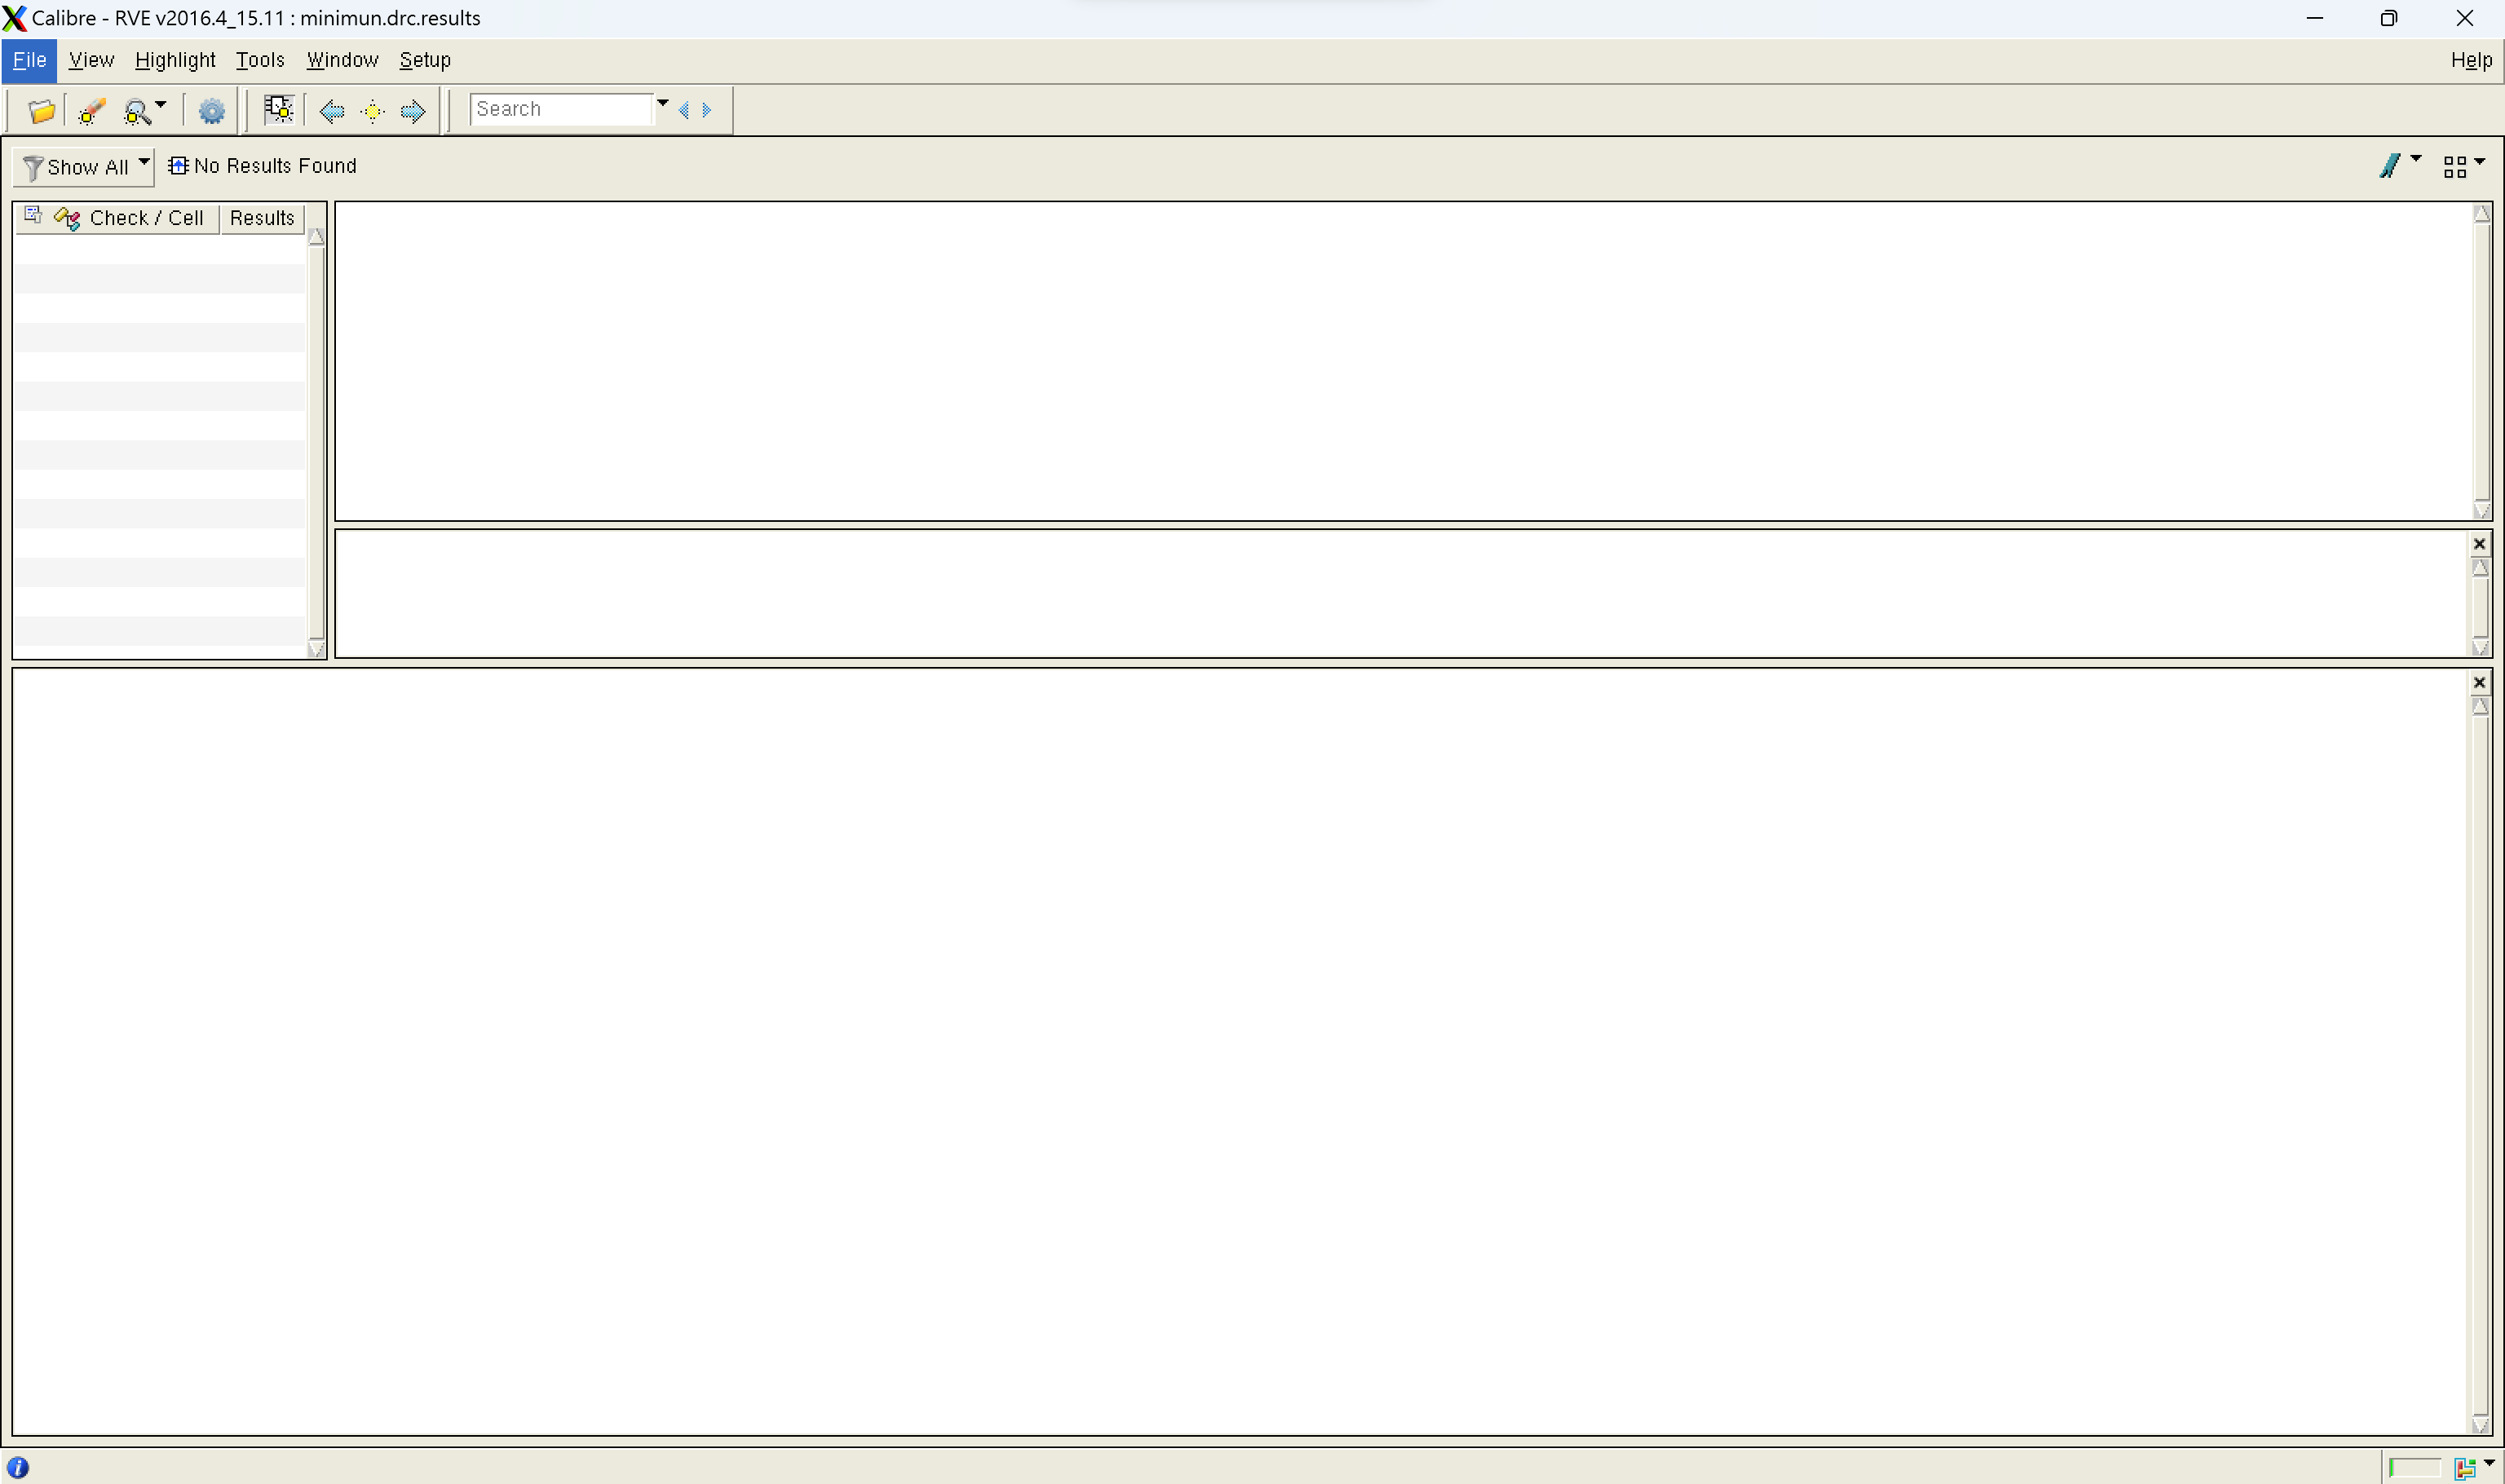 Calibre - RVE v2016.4_15.11 : minimun.drc.results
File View Highlight Tools Window Setup Help
Search
Show All No Results Found
Check / Cell Results